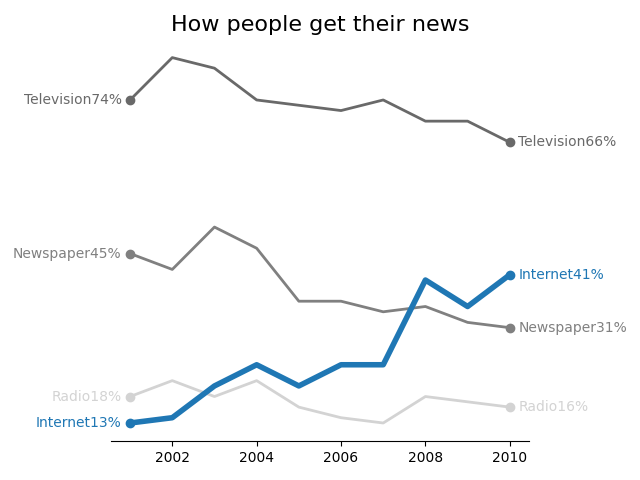 How people get their news
Television74%
Television66%
Newspaper45%
Internet41%
Newspaper31%
Radio18%
Radio16%
Internet13%
2002 2004 2006 2008 2010